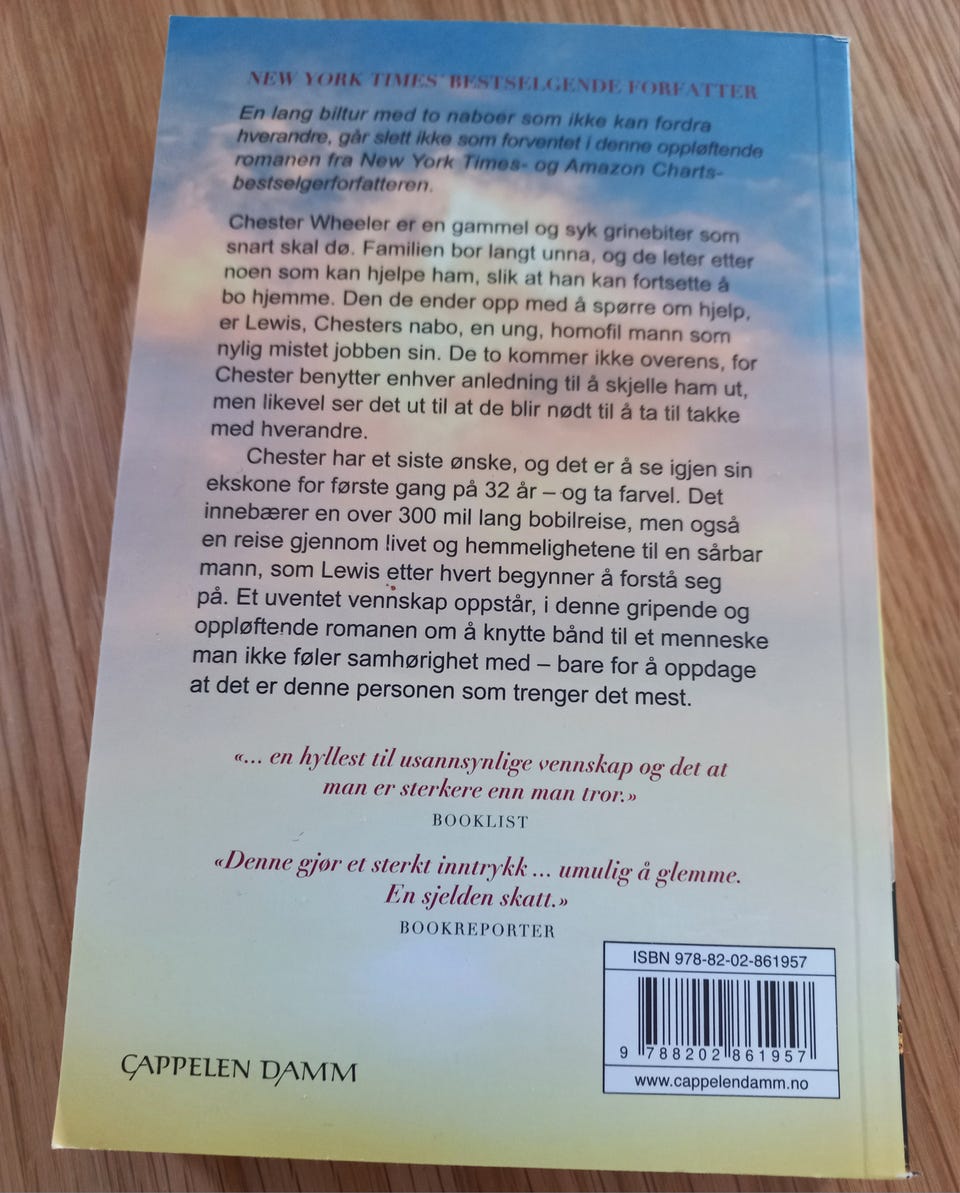 NEW YORK TIMES' BESTSELGENDE FORFATTER
En lang biltur med to naboer som ikke kan fordra
hverandre, går slett ikke som forventet i denne oppløftende
romanen fra New York Times- og Amazon Charts-
bestselgerforfatteren.
Chester Wheeler er en gammel og syk grinebiter som
snart skal dø. Familien bor langt unna, og de leter etter
noen som kan hjelpe ham, slik at han kan fortsette å
bo hjemme. Den de ender opp med å spørre om hjelp,
er Lewis, Chesters nabo, en ung, homofil mann som
nylig mistet jobben sin. De to kommer ikke overens, for
Chester benytter enhver anledning til å skjelle ham ut,
men likevel ser det ut til at de blir nødt til å ta til takke
med hverandre.
Chester har et siste ønske, og det er å se igjen sin
ekskone for første gang på 32 år – og ta farvel. Det
innebærer en over 300 mil lang bobilreise, men også
en reise gjennom livet og hemmelighetene til en sårbar
mann, som Lewis etter hvert begynner å forstå seg
på. Et uventet vennskap oppstår, i denne gripende og
oppløftende romanen om å knytte bånd til et menneske
man ikke føler samhørighet med – bare for å oppdage
at det er denne personen som trenger det mest.
«... en hyllest til usannsynlige vennskap og det at
man er sterkere enn man tror.»
BOOKLIST
«Denne gjør et sterkt inntrykk ... umulig å glemme.
En sjelden skatt.»
BOOKREPORTER
ISBN 978-82-02-861957
9 788202 861957
www.cappelendamm.no
CAPPELEN DAMM